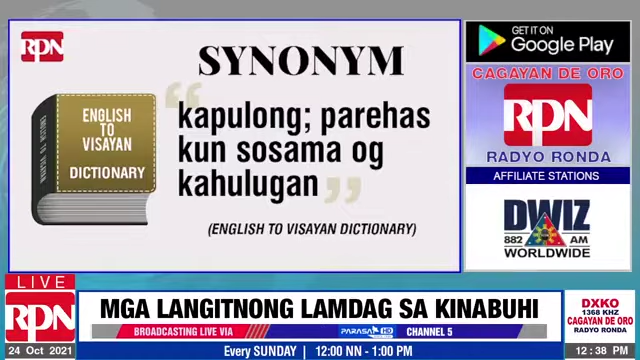 RPN
SYNONYM
ENGLISH
TO
VISAYAN
DICTIONARY
ENGLISH TO VISAYAN
“kapulong; parehas
kun sosama og
kahulugan”
(ENGLISH TO VISAYAN DICTIONARY)
GET IT ON
Google Play
CAGAYAN DE ORO
RPN
RADYO RONDA
AFFILIATE STATIONS
DWIZ
882 AM
WORLDWIDE
LIVE
RPN
24 Oct 2021
MGA LANGITNONG LAMDAG SA KINABUHI
BROADCASTING LIVE VIA PARASAT HD CHANNEL 5
Every SUNDAY | 12:00 NN - 1:00 PM
DXKO
1368 KHZ
CAGAYAN DE ORO
RADYO RONDA
12:38 PM